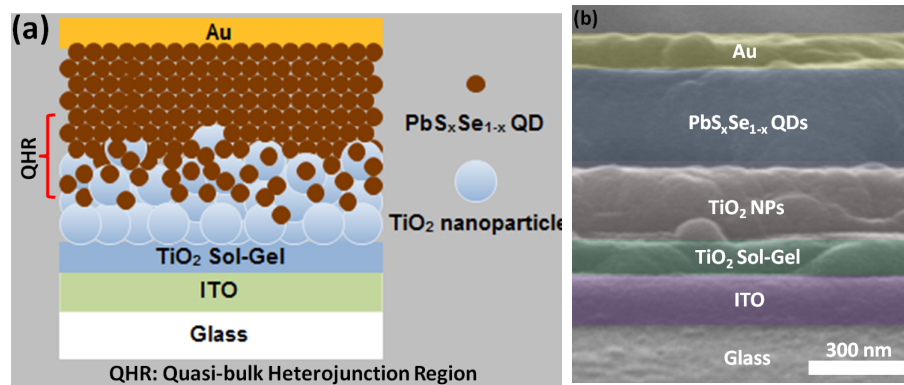 (a)
Au
QHR
PbSₓSe₁₋ₓ QD
TiO₂ nanoparticle
TiO₂ Sol-Gel
ITO
Glass
QHR: Quasi-bulk Heterojunction Region
(b)
Au
PbSₓSe₁₋ₓ QDs
TiO₂ NPs
TiO₂ Sol-Gel
ITO
Glass
300 nm